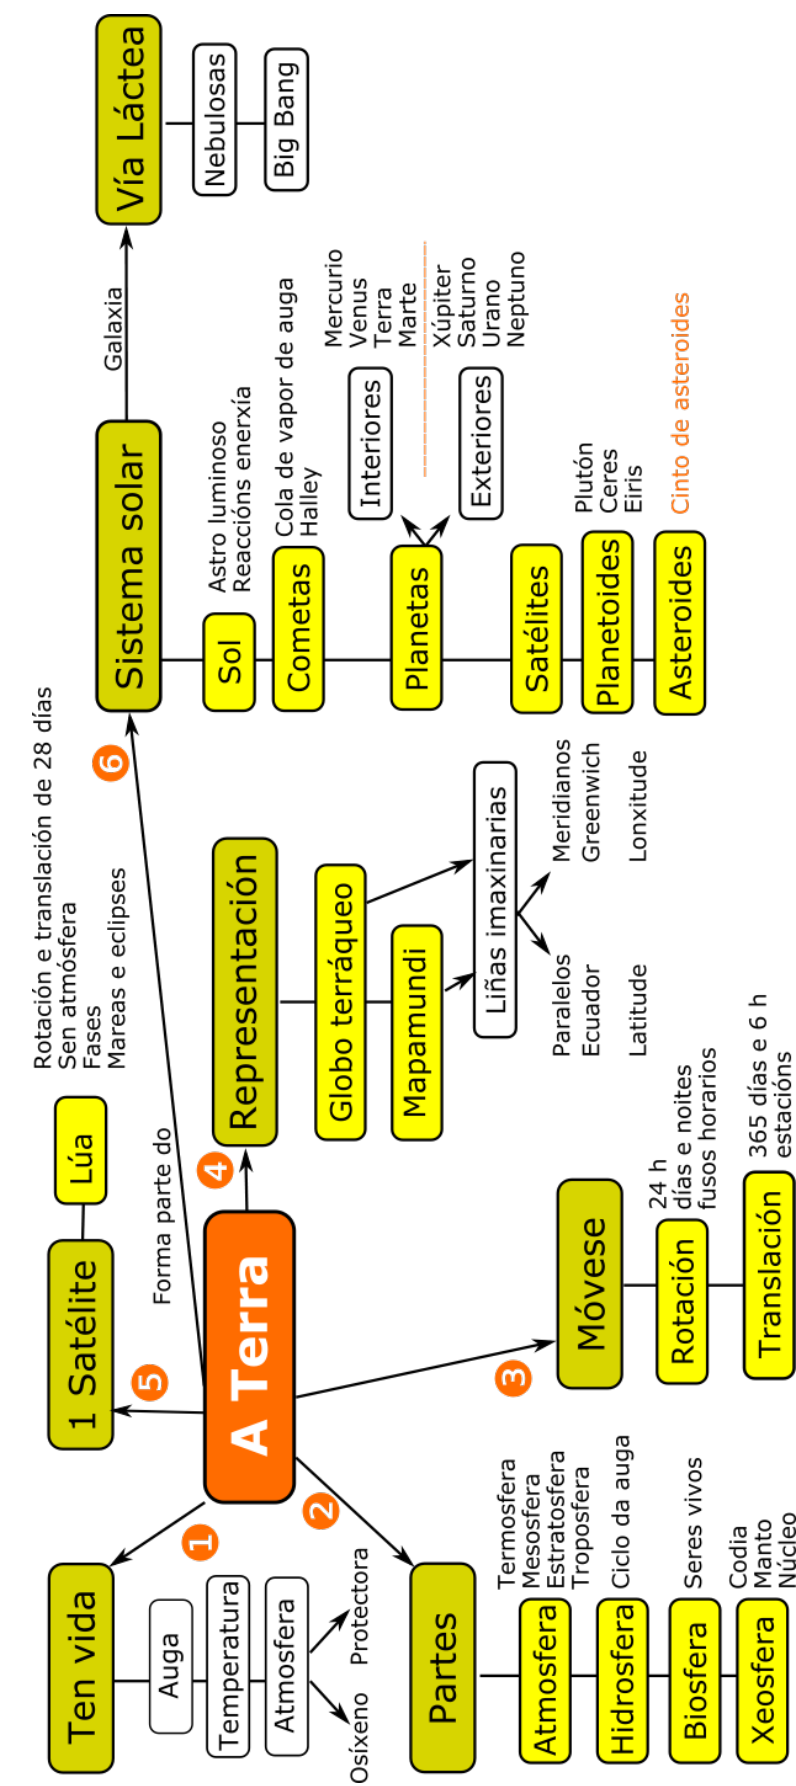 A Terra
1
Ten vida
Auga
Temperatura
Atmosfera
Osíxeno
Protectora
2
Partes
Atmosfera
Termosfera
Mesosfera
Estratosfera
Troposfera
Hidrosfera
Ciclo da auga
Biosfera
Seres vivos
Xeosfera
Codia
Manto
Núcleo
3
Móvese
Rotación
24 h
días e noites
fusos horarios
Translación
365 días e 6 h
estacións
4
Representación
Globo terráqueo
Mapamundi
Liñas imaxinarias
Paralelos
Ecuador
Latitude
Meridianos
Greenwich
Lonxitude
5
1 Satélite
Lúa
Rotación e translación de 28 días
Sen atmósfera
Fases
Mareas e eclipses
6
Forma parte do
Sistema solar
Sol
Astro luminoso
Reaccións enerxía
Cometas
Cola de vapor de auga
Halley
Planetas
Interiores
Mercurio
Venus
Terra
Marte
Exteriores
Xúpiter
Saturno
Urano
Neptuno
Satélites
Planetoides
Plutón
Ceres
Eiris
Asteroides
Cinto de asteroides
Galaxia
Vía Láctea
Nebulosas
Big Bang